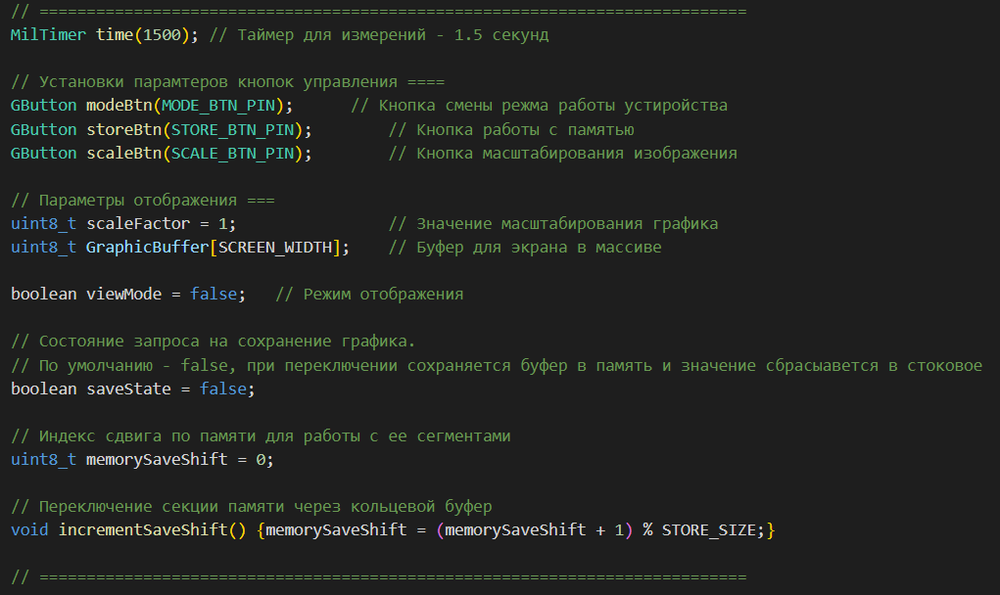 // ===========================================================================
MilTimer time(1500); // Таймер для измерений - 1.5 секунд
// Установки парамтеров кнопок управления ====
GButton modeBtn(MODE_BTN_PIN);      // Кнопка смены режма работы устиройства
GButton storeBtn(STORE_BTN_PIN);        // Кнопка работы с памятью
GButton scaleBtn(SCALE_BTN_PIN);        // Кнопка масштабирования изображения
// Параметры отображения ===
uint8_t scaleFactor = 1;                // Значение масштабирования графика
uint8_t GraphicBuffer[SCREEN_WIDTH];    // Буфер для экрана в массиве
boolean viewMode = false;   // Режим отображения
// Состояние запроса на сохранение графика.
// По умолчанию - false, при переключении сохраняется буфер в память и значение сбрасыавется в стоковое
boolean saveState = false;
// Индекс сдвига по памяти для работы с ее сегментами
uint8_t memorySaveShift = 0;
// Переключение секции памяти через кольцевой буфер
void incrementSaveShift() {memorySaveShift = (memorySaveShift + 1) % STORE_SIZE;}
// ===========================================================================